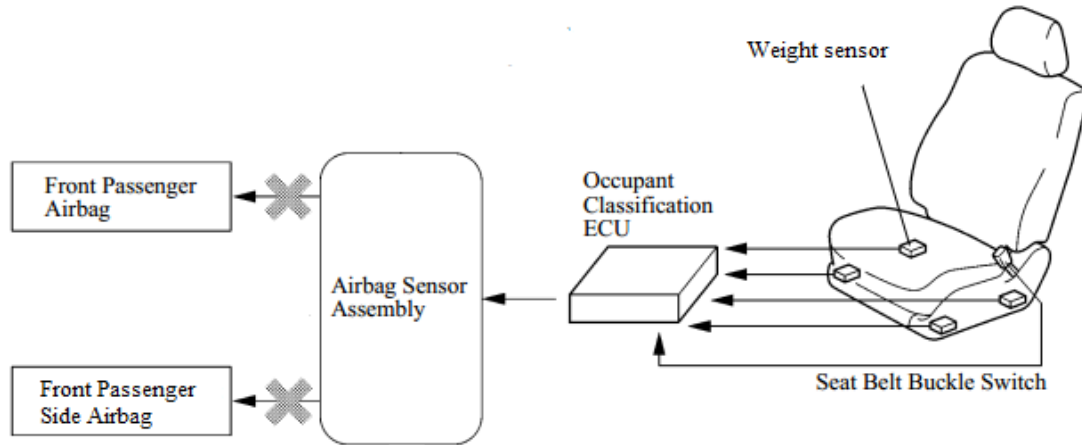 Weight sensor
Front Passenger
Airbag
Occupant
Classification
ECU
Airbag Sensor
Assembly
Front Passenger
Side Airbag
Seat Belt Buckle Switch